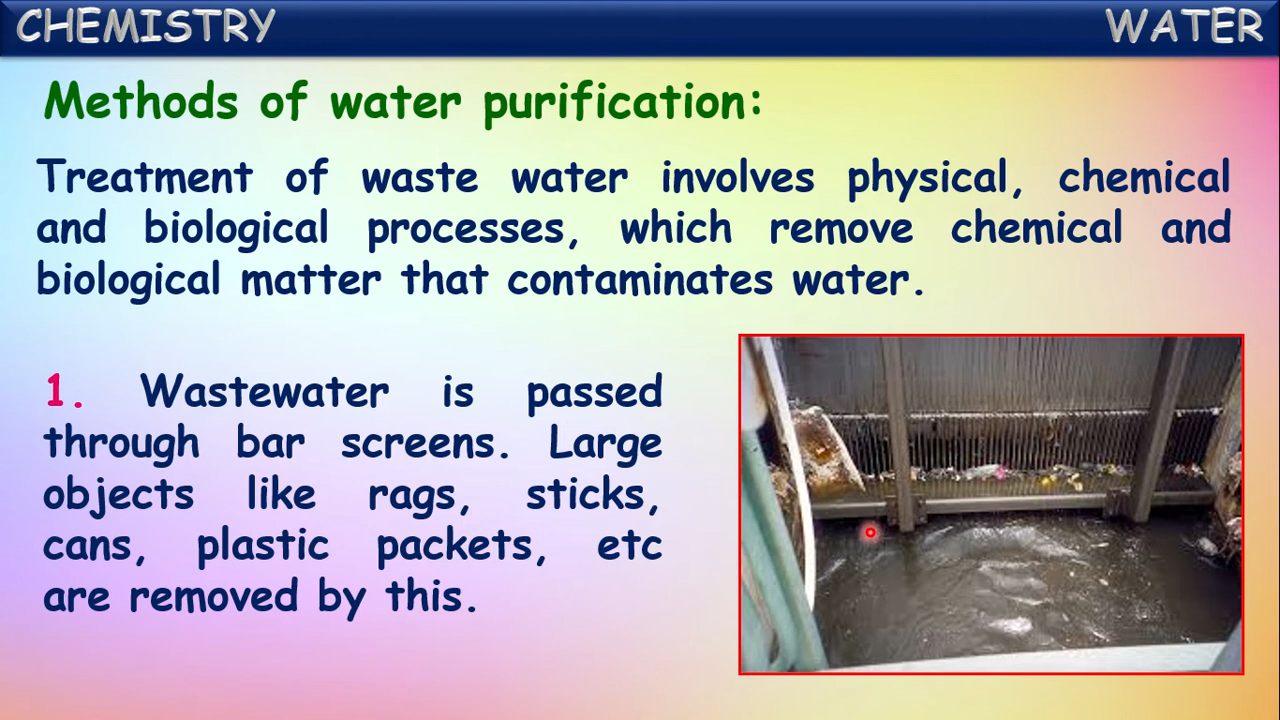 CHEMISTRY WATER
Methods of water purification:
Treatment of waste water involves physical, chemical
and biological processes, which remove chemical and
biological matter that contaminates water.
1. Wastewater is passed
through bar screens. Large
objects like rags, sticks,
cans, plastic packets, etc
are removed by this.